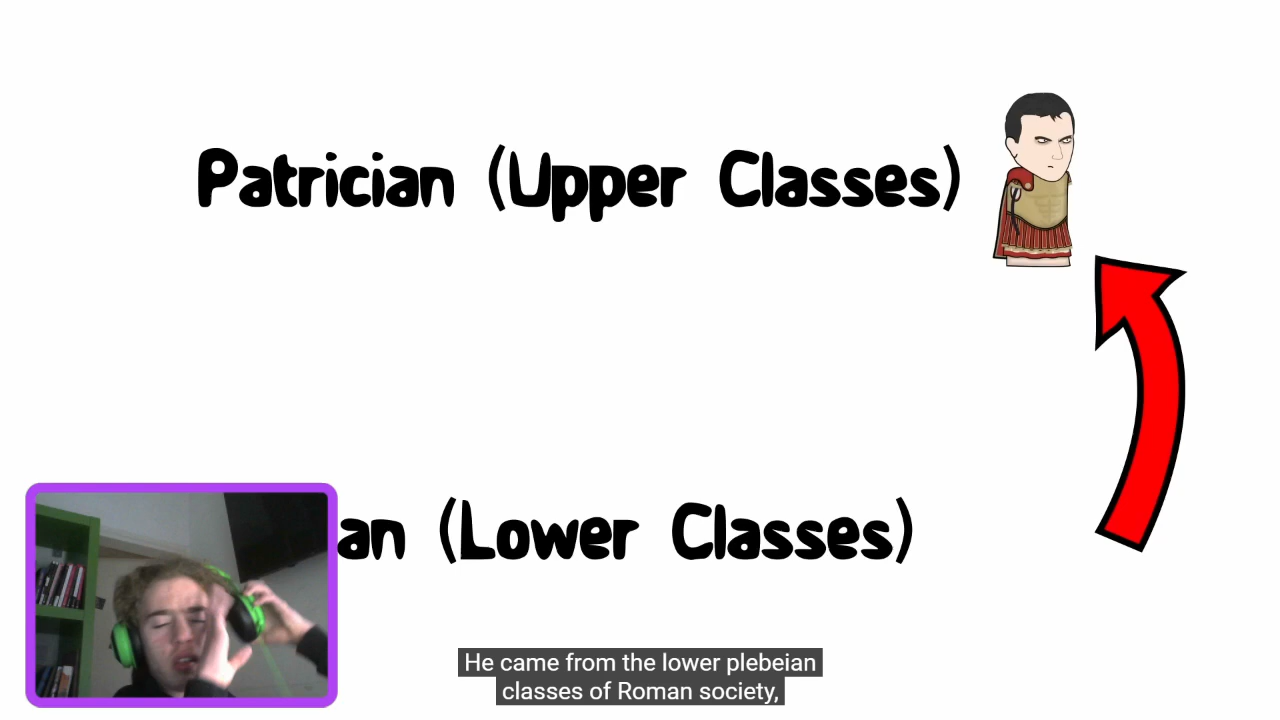 Patrician (Upper Classes)
an (Lower Classes)
He came from the lower plebeian
classes of Roman society,